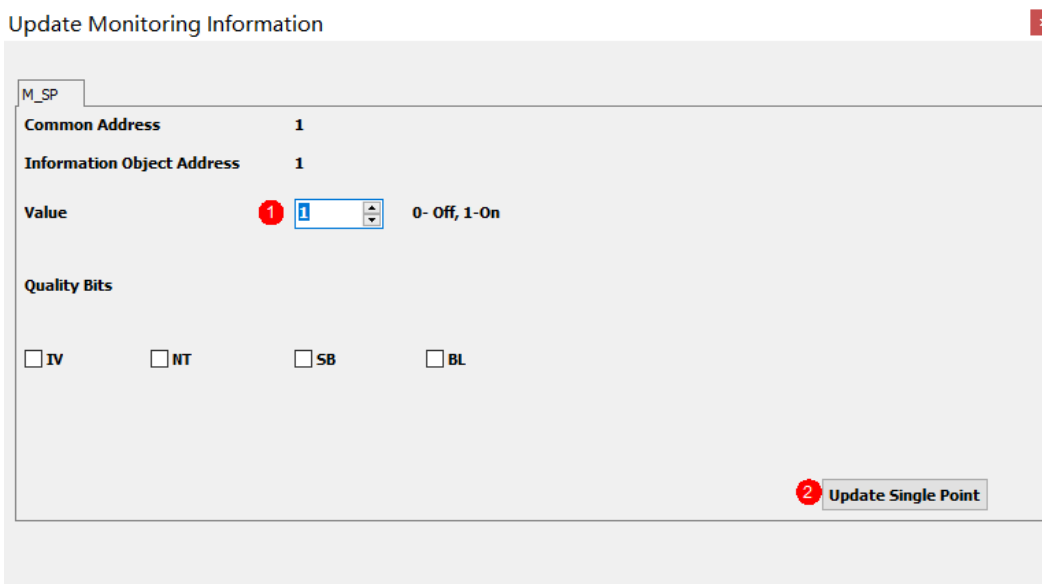 Update Monitoring Information
M_SP
Common Address 1
Information Object Address 1
Value 1 1 0- Off, 1-On
Quality Bits
IV NT SB BL
2 Update Single Point